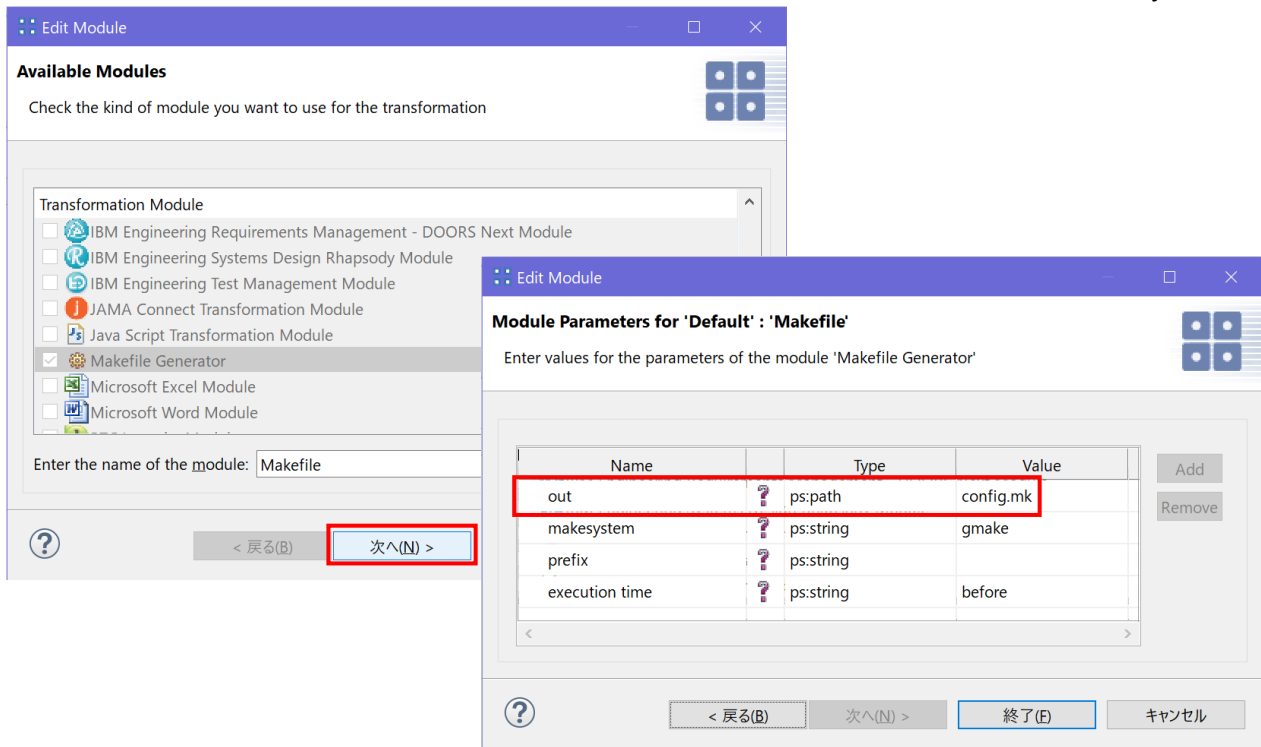 Edit Module
Available Modules
Check the kind of module you want to use for the transformation
Transformation Module
IBM Engineering Requirements Management - DOORS Next Module
IBM Engineering Systems Design Rhapsody Module
IBM Engineering Test Management Module
JAMA Connect Transformation Module
Java Script Transformation Module
Makefile Generator
Microsoft Excel Module
Microsoft Word Module
Enter the name of the module: Makefile
< 戻る(B) 次へ(N) >
Edit Module
Module Parameters for 'Default' : 'Makefile'
Enter values for the parameters of the module 'Makefile Generator'
Name Type Value
out ps:path config.mk
makesystem ps:string gmake
prefix ps:string
execution time ps:string before
Add
Remove
< 戻る(B) 次へ(N) > 終了(F) キャンセル